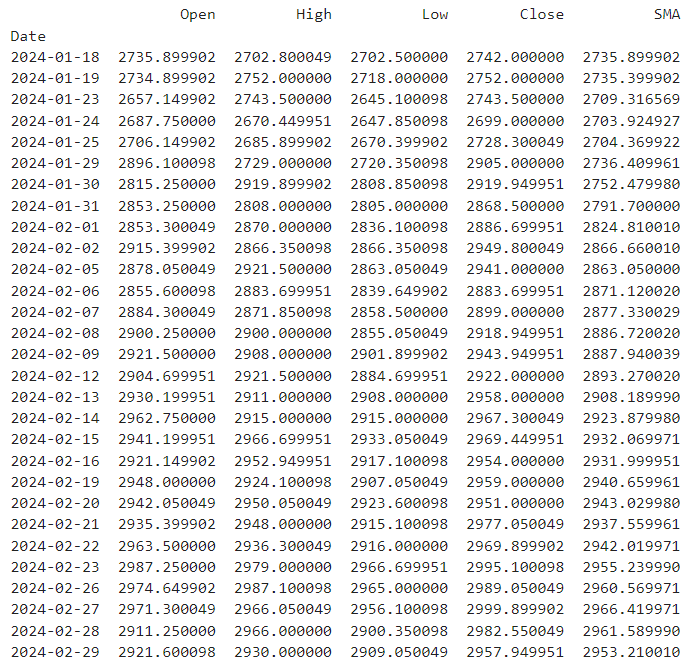 Open High Low Close SMA
Date
2024-01-18 2735.899902 2702.800049 2702.500000 2742.000000 2735.899902
2024-01-19 2734.899902 2752.000000 2718.000000 2752.000000 2735.399902
2024-01-23 2657.149902 2743.500000 2645.100098 2743.500000 2709.316569
2024-01-24 2687.750000 2670.449951 2647.850098 2699.000000 2703.924927
2024-01-25 2706.149902 2685.899902 2670.399902 2728.300049 2704.369922
2024-01-29 2896.100098 2729.000000 2720.350098 2905.000000 2736.409961
2024-01-30 2815.250000 2919.899902 2808.850098 2919.949951 2752.479980
2024-01-31 2853.250000 2808.000000 2805.000000 2868.500000 2791.700000
2024-02-01 2853.300049 2870.000000 2836.100098 2886.699951 2824.810010
2024-02-02 2915.399902 2866.350098 2866.350098 2949.800049 2866.660010
2024-02-05 2878.050049 2921.500000 2863.050049 2941.000000 2863.050000
2024-02-06 2855.600098 2883.699951 2839.649902 2883.699951 2871.120020
2024-02-07 2884.300049 2871.850098 2858.500000 2899.000000 2877.330029
2024-02-08 2900.250000 2900.000000 2855.050049 2918.949951 2886.720020
2024-02-09 2921.500000 2908.000000 2901.899902 2943.949951 2887.940039
2024-02-12 2904.699951 2921.500000 2884.699951 2922.000000 2893.270020
2024-02-13 2930.199951 2911.000000 2908.000000 2958.000000 2908.189990
2024-02-14 2962.750000 2915.000000 2915.000000 2967.300049 2923.879980
2024-02-15 2941.199951 2966.699951 2933.050049 2969.449951 2932.069971
2024-02-16 2921.149902 2952.949951 2917.100098 2954.000000 2931.999951
2024-02-19 2948.000000 2924.100098 2907.050049 2959.000000 2940.659961
2024-02-20 2942.050049 2950.050049 2923.600098 2951.000000 2943.029980
2024-02-21 2935.399902 2948.000000 2915.100098 2977.050049 2937.559961
2024-02-22 2963.500000 2936.300049 2916.000000 2969.899902 2942.019971
2024-02-23 2987.250000 2979.000000 2966.699951 2995.100098 2955.239990
2024-02-26 2974.649902 2987.100098 2965.000000 2989.050049 2960.569971
2024-02-27 2971.300049 2966.050049 2956.100098 2999.899902 2966.419971
2024-02-28 2911.250000 2966.000000 2900.350098 2982.550049 2961.589990
2024-02-29 2921.600098 2930.000000 2909.050049 2957.949951 2953.210010